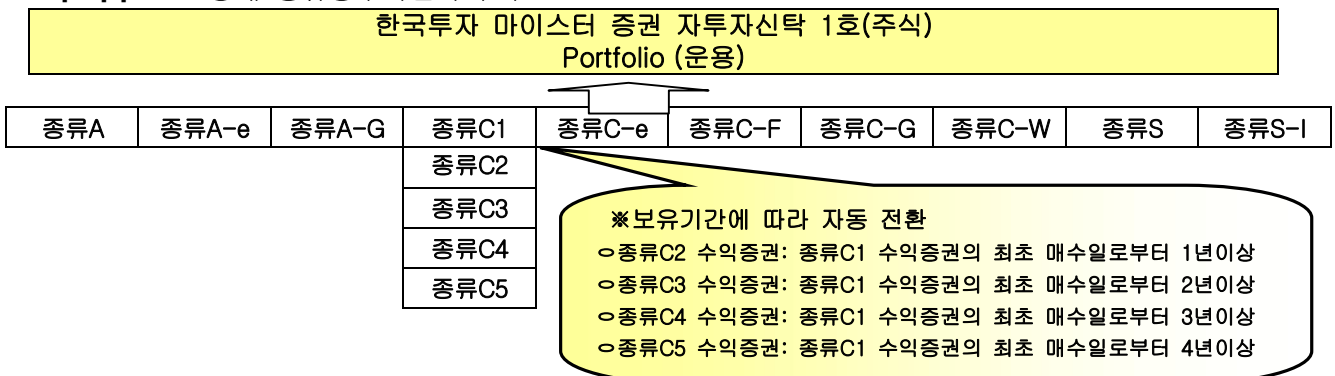 한국투자 마이스터 증권 자투자신탁 1호(주식)
Portfolio (운용)
종류A 종류A-e 종류A-G 종류C1 종류C-e 종류C-F 종류C-G 종류C-W 종류S 종류S-I
종류C2
종류C3
종류C4
종류C5
※보유기간에 따라 자동 전환
ㅇ종류C2 수익증권: 종류C1 수익증권의 최초 매수일로부터 1년이상
ㅇ종류C3 수익증권: 종류C1 수익증권의 최초 매수일로부터 2년이상
ㅇ종류C4 수익증권: 종류C1 수익증권의 최초 매수일로부터 3년이상
ㅇ종류C5 수익증권: 종류C1 수익증권의 최초 매수일로부터 4년이상